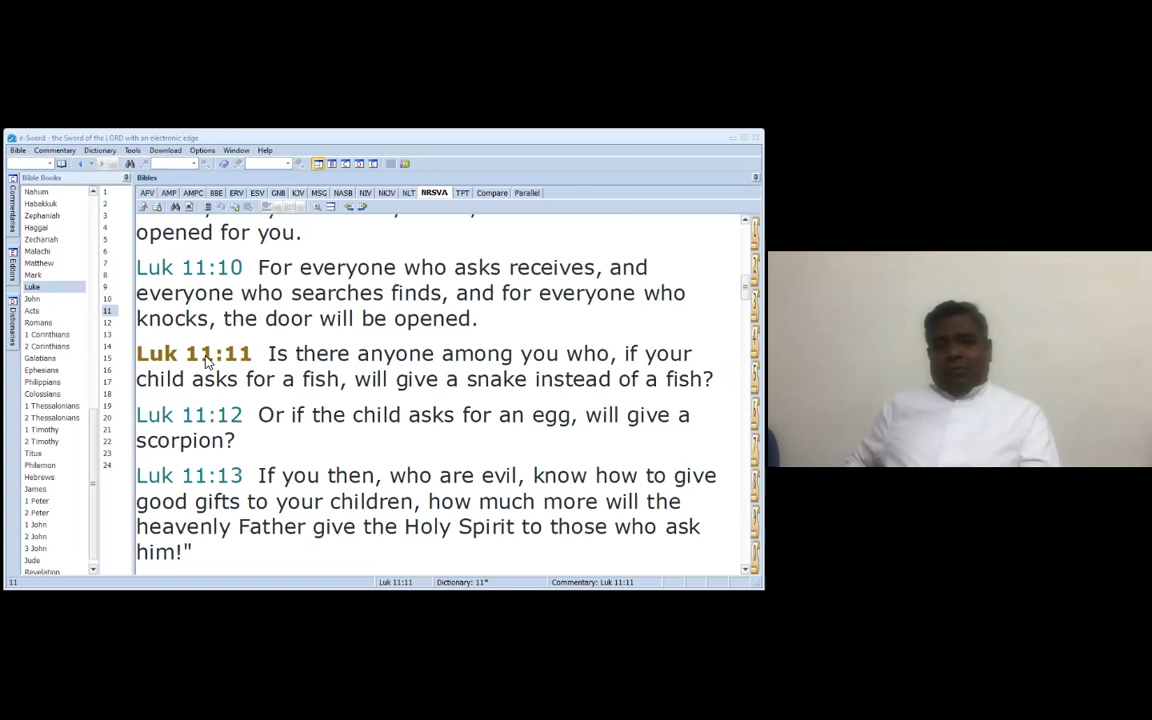 e-Sword - the Sword of the LORD with an electronic edge
Bible Commentary Dictionary Tools Download Options Window Help
Bible Books
Bibles
Commentaries
Editors
Dictionaries
AFV AMP AMPC BBE ERV ESV GNB KJV MSG NASB NIV NKJV NLT NRSVA TPT Compare Parallel
Nahum
Habakkuk
Zephaniah
Haggai
Zechariah
Malachi
Matthew
Mark
Luke
John
Acts
Romans
1 Corinthians
2 Corinthians
Galatians
Ephesians
Philippians
Colossians
1 Thessalonians
2 Thessalonians
1 Timothy
2 Timothy
Titus
Philemon
Hebrews
James
1 Peter
2 Peter
1 John
2 John
3 John
Jude
Revelation
1
2
3
4
5
6
7
8
9
10
11
12
13
14
15
16
17
18
19
20
21
22
23
24
opened for you.
Luk 11:10 For everyone who asks receives, and
everyone who searches finds, and for everyone who
knocks, the door will be opened.
Luk 11:11 Is there anyone among you who, if your
child asks for a fish, will give a snake instead of a fish?
Luk 11:12 Or if the child asks for an egg, will give a
scorpion?
Luk 11:13 If you then, who are evil, know how to give
good gifts to your children, how much more will the
heavenly Father give the Holy Spirit to those who ask
him!"
11
Luk 11:11
Dictionary: 11*
Commentary: Luk 11:11